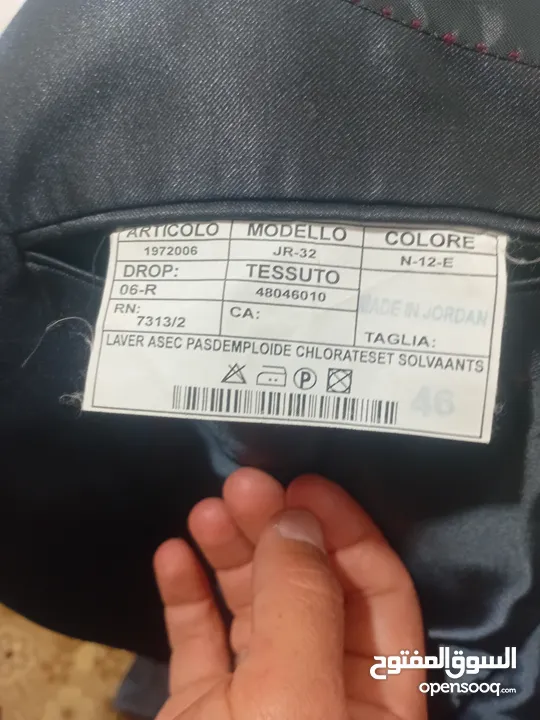 ARTICOLO MODELLO COLORE
1972006 JR-32 N-12-E
DROP: TESSUTO
06-R 48046010 MADE IN JORDAN
RN: 7313/2 CA: TAGLIA:
LAVER ASEC PASDEMPLOIDE CHLORATESET SOLVAANTS
P
46
السوق المفتوح
opensooq.com